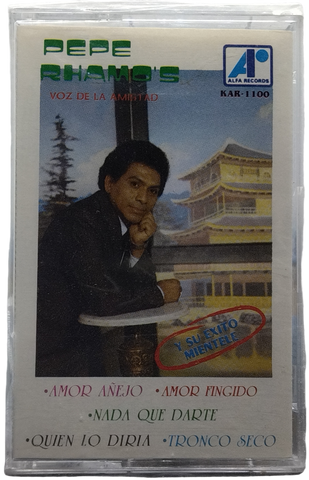 PEPE
RHAMO'S
VOZ DE LA AMISTAD
ALFA RECORDS
KAR-1100
Y SU EXITO
MIENTELE
•AMOR AÑEJO •AMOR FINGIDO
•NADA QUE DARTE
•QUIEN LO DIRIA •TRONCO SECO